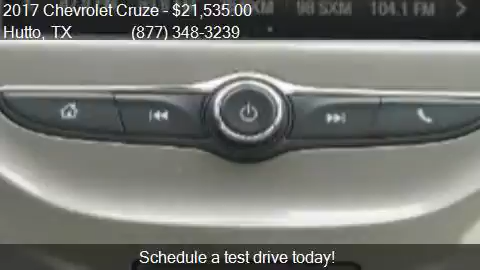 2017 Chevrolet Cruze - $21,535.00
Hutto, TX (877) 348-3239
98 SXM 104.1 FM
Schedule a test drive today!